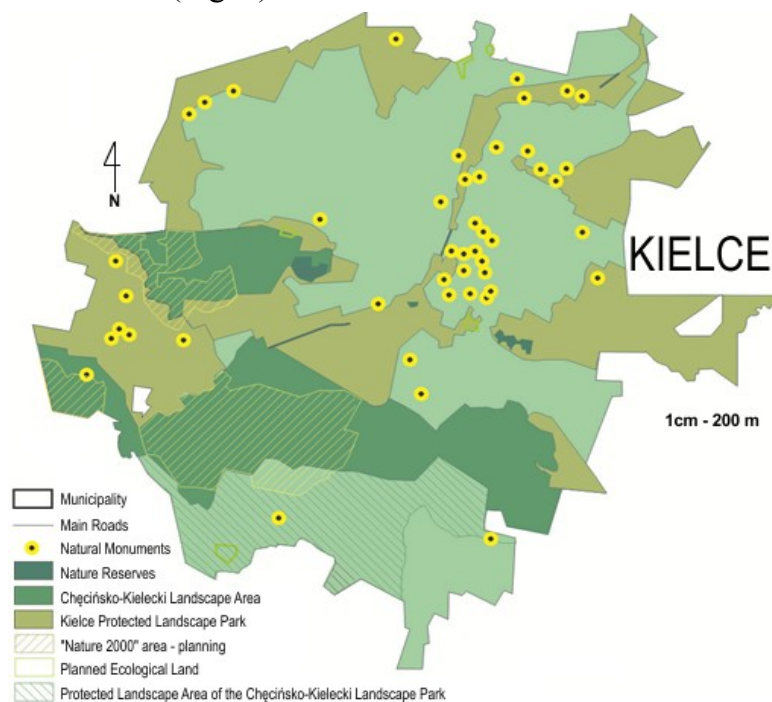 N
KIELCE
1cm - 200 m
Municipality
Main Roads
Natural Monuments
Nature Reserves
Chęcińsko-Kielecki Landscape Area
Kielce Protected Landscape Park
"Nature 2000" area - planning
Planned Ecological Land
Protected Landscape Area of the Chęcińsko-Kielecki Landscape Park